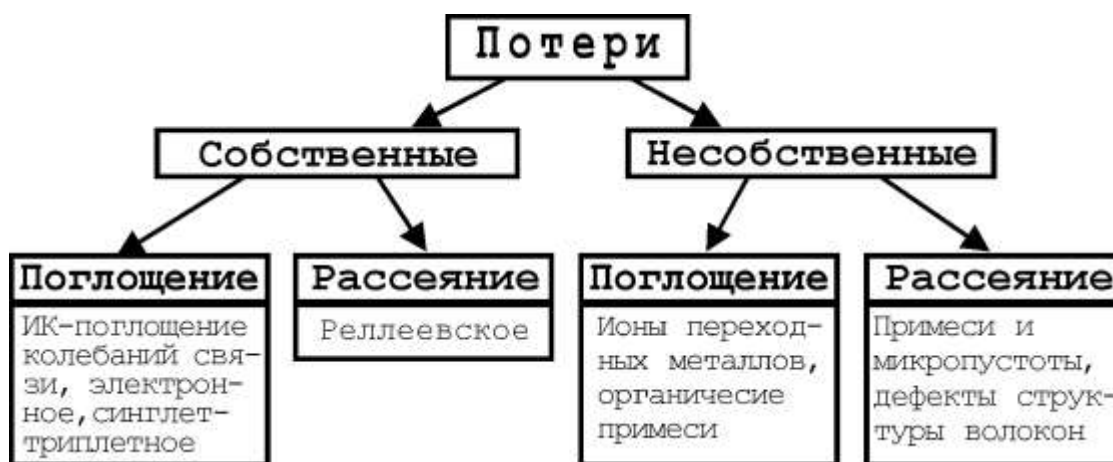 Потери
Собственные
Несобственные
Поглощение
ИК-поглощение
колебаний свя-
зи, электрон-
ное,синглет-
триплетное
Рассеяние
Реллеевское
Поглощение
Ионы переход-
ных металлов,
органичесие
примеси
Рассеяние
Примеси и
микропустоты,
дефекты струк-
туры волокон